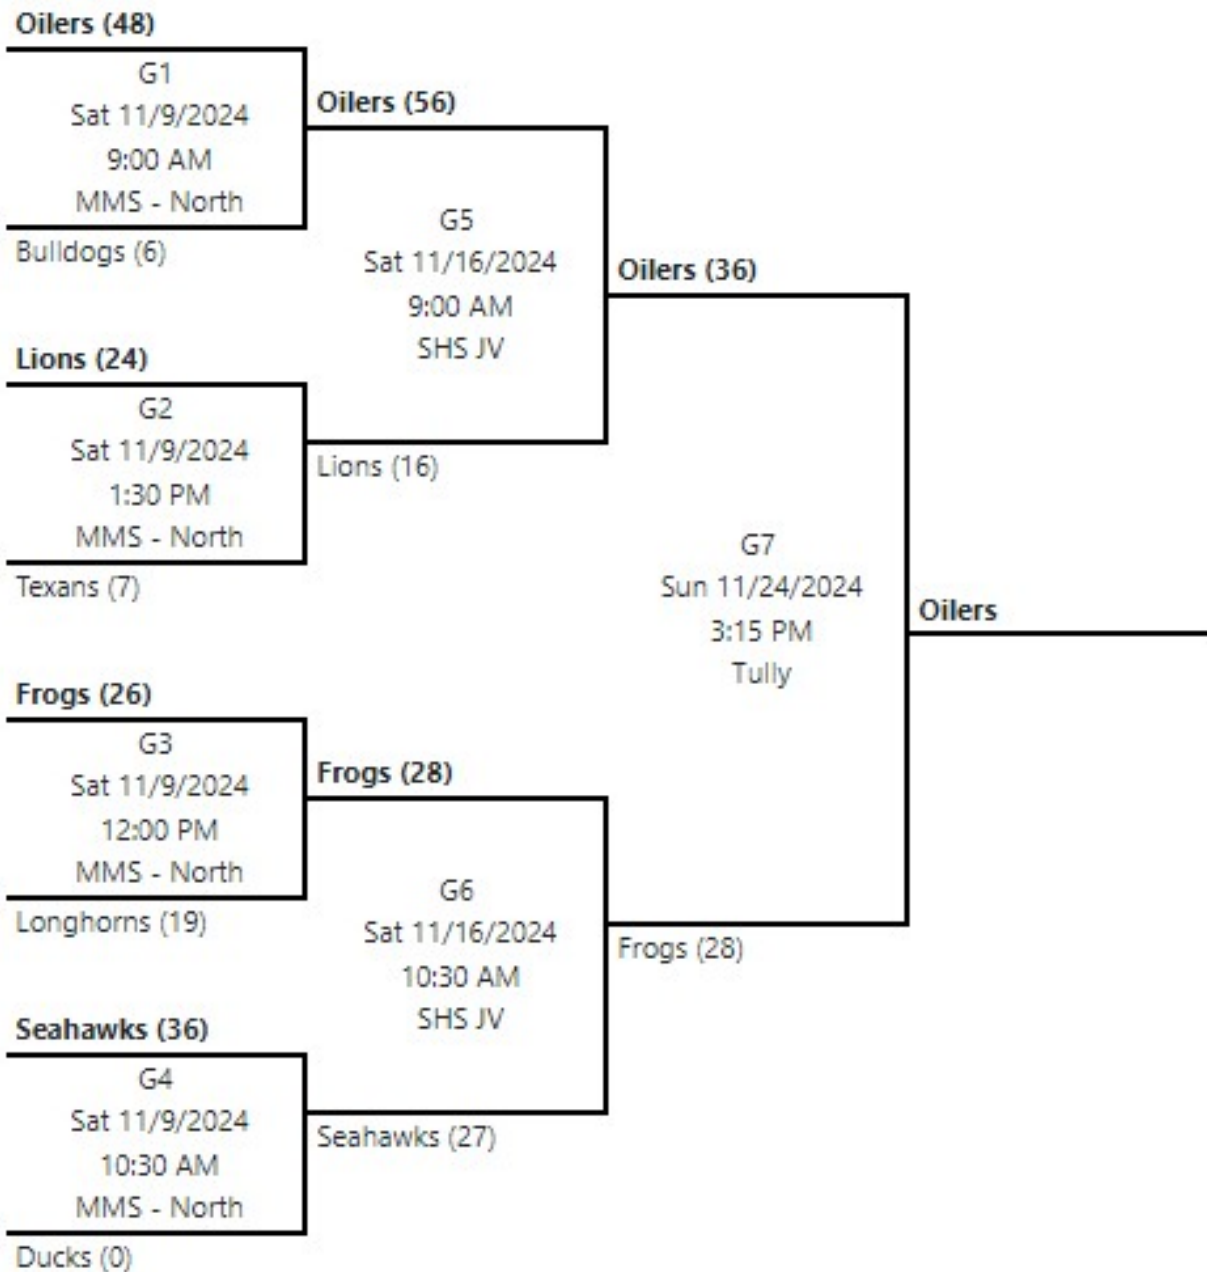 Oilers (48)
G1
Sat 11/9/2024
9:00 AM
MMS - North
Bulldogs (6)
Lions (24)
G2
Sat 11/9/2024
1:30 PM
MMS - North
Texans (7)
Frogs (26)
G3
Sat 11/9/2024
12:00 PM
MMS - North
Longhorns (19)
Seahawks (36)
G4
Sat 11/9/2024
10:30 AM
MMS - North
Ducks (0)
Oilers (56)
G5
Sat 11/16/2024
9:00 AM
SHS JV
Lions (16)
Frogs (28)
G6
Sat 11/16/2024
10:30 AM
SHS JV
Seahawks (27)
Oilers (36)
G7
Sun 11/24/2024
3:15 PM
Tully
Frogs (28)
Oilers